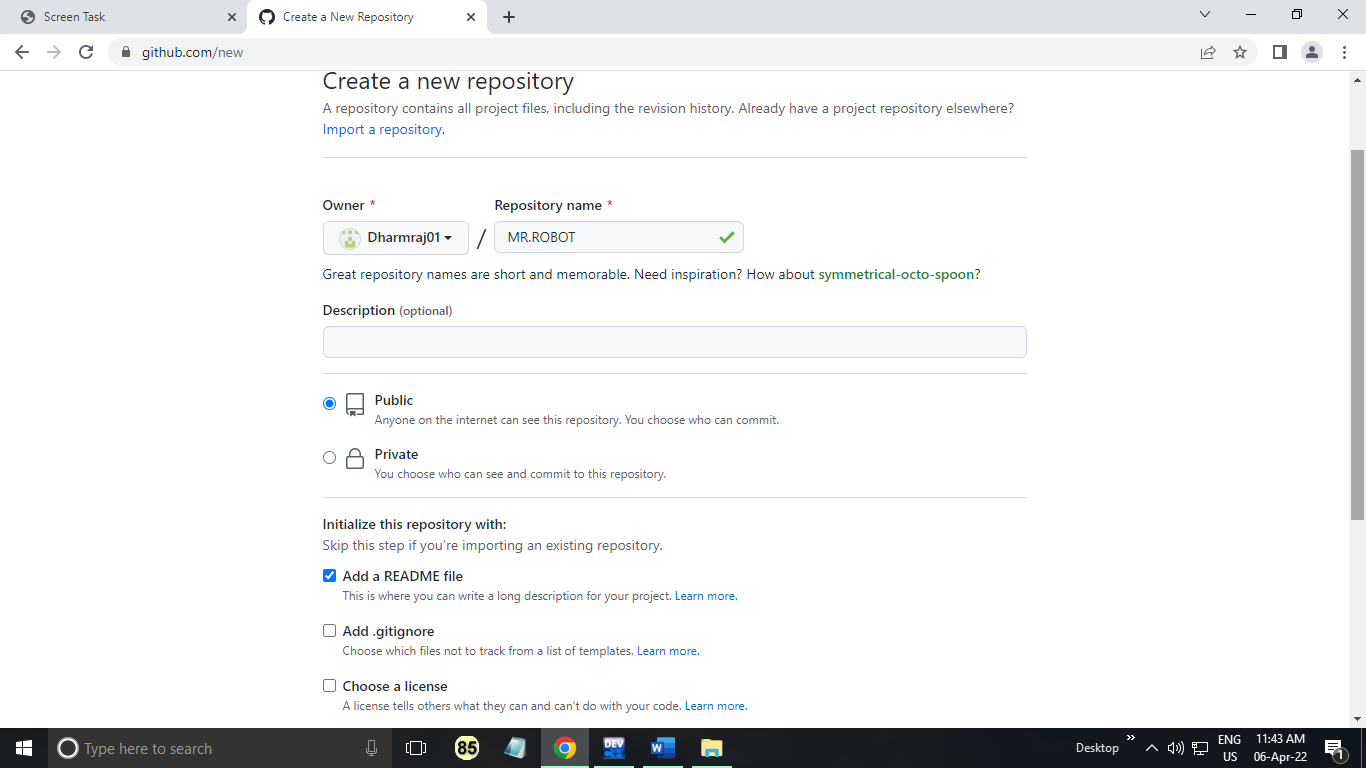 Screen Task
Create a New Repository
github.com/new
Create a new repository
A repository contains all project files, including the revision history. Already have a project repository elsewhere?
Import a repository.
Owner *
Repository name *
Dharmraj01
/
MR.ROBOT
Great repository names are short and memorable. Need inspiration? How about symmetrical-octo-spoon?
Description (optional)
Public
Anyone on the internet can see this repository. You choose who can commit.
Private
You choose who can see and commit to this repository.
Initialize this repository with:
Skip this step if you're importing an existing repository.
Add a README file
This is where you can write a long description for your project. Learn more.
Add .gitignore
Choose which files not to track from a list of templates. Learn more.
Choose a license
A license tells others what they can and can't do with your code. Learn more.
Type here to search
85
DEV
Desktop
ENG
US
11:43 AM
06-Apr-22
1